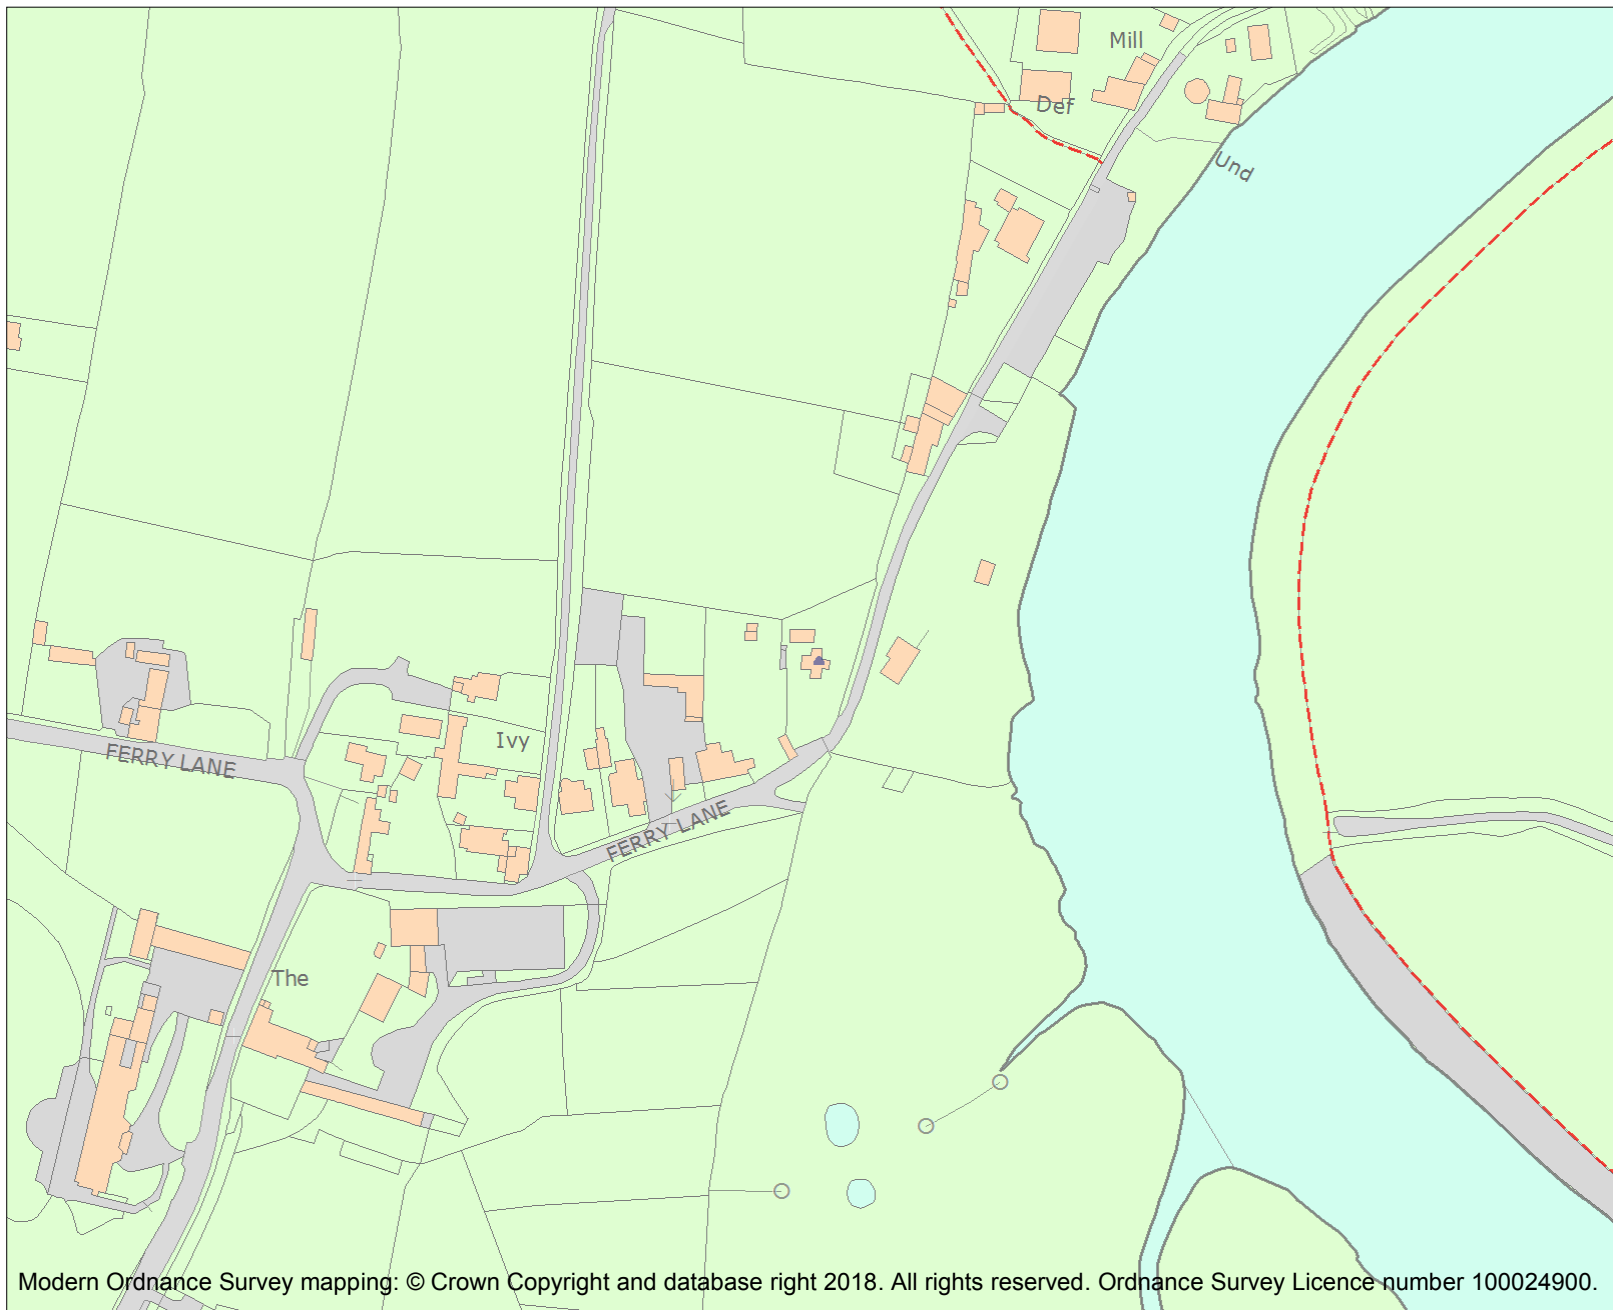 Mill
Def
Und
Ivy
FERRY LANE
FERRY LANE
The
Modern Ordnance Survey mapping: © Crown Copyright and database right 2018. All rights reserved. Ordnance Survey Licence number 100024900.